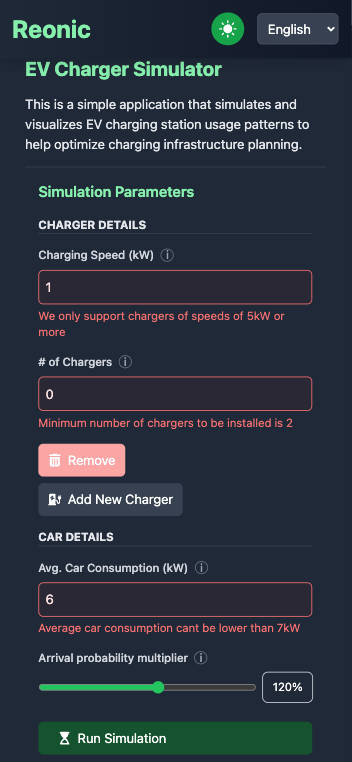 Reonic
English
EV Charger Simulator
This is a simple application that simulates and
visualizes EV charging station usage patterns to
help optimize charging infrastructure planning.
Simulation Parameters
CHARGER DETAILS
Charging Speed (kW) ⓘ
1
We only support chargers of speeds of 5kW or
more
# of Chargers ⓘ
0
Minimum number of chargers to be installed is 2
Remove
Add New Charger
CAR DETAILS
Avg. Car Consumption (kW) ⓘ
6
Average car consumption cant be lower than 7kW
Arrival probability multiplier ⓘ
120%
Run Simulation